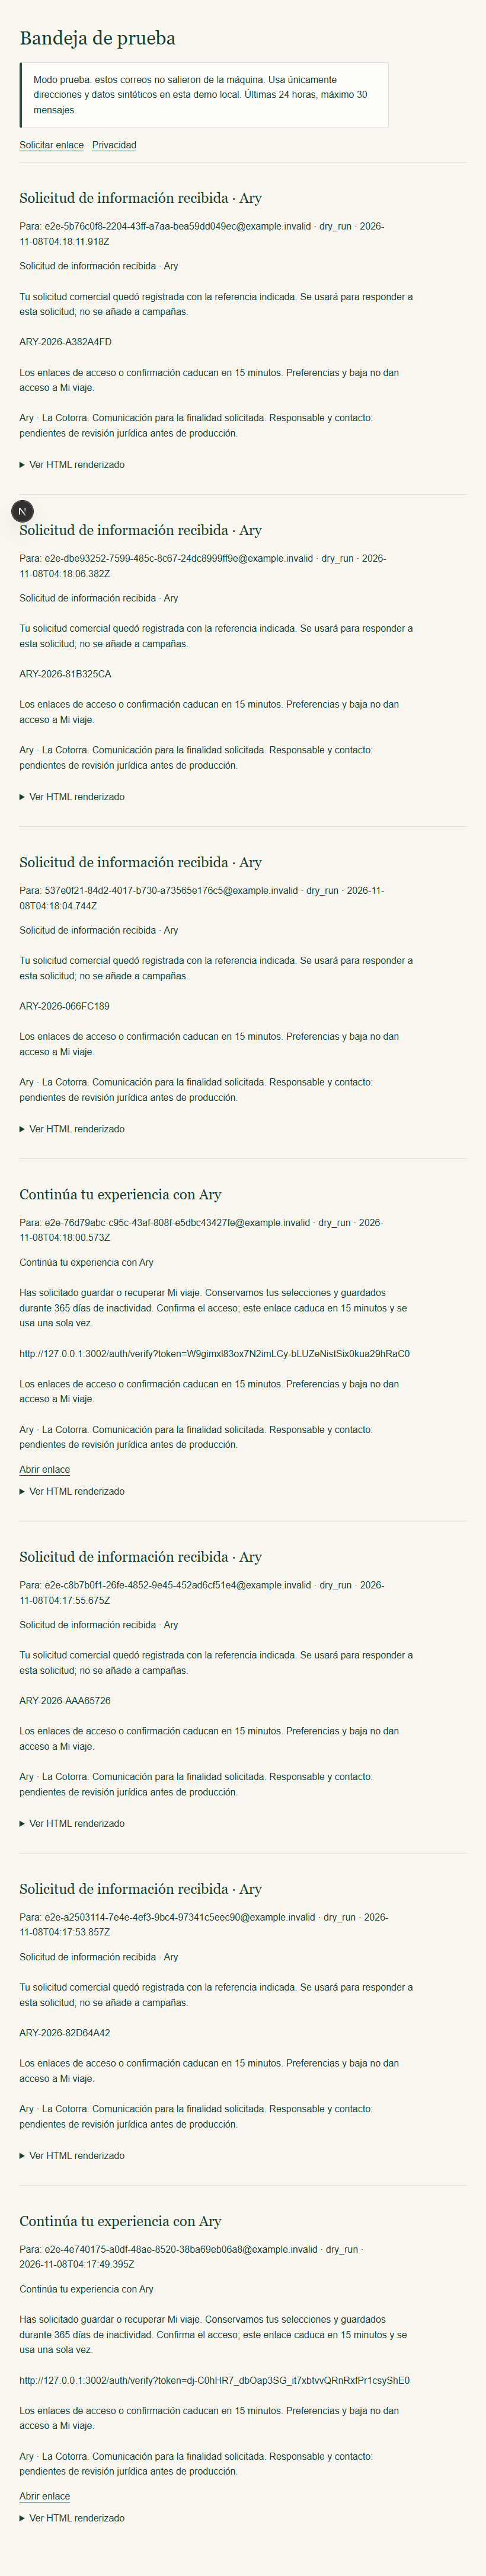 Bandeja de prueba
Modo prueba: estos correos no salieron de la máquina. Usa únicamente
direcciones y datos sintéticos en esta demo local. Últimas 24 horas, máximo 30
mensajes.
Solicitar enlace · Privacidad
Solicitud de información recibida · Ary
Para: e2e-5b76c0f8-2204-43ff-a7aa-bea59dd049ec@example.invalid · dry_run · 2026-
11-08T04:18:11.918Z
Solicitud de información recibida · Ary
Tu solicitud comercial quedó registrada con la referencia indicada. Se usará para responder a
esta solicitud; no se añade a campañas.
ARY-2026-A382A4FD
Los enlaces de acceso o confirmación caducan en 15 minutos. Preferencias y baja no dan
acceso a Mi viaje.
Ary · La Cotorra. Comunicación para la finalidad solicitada. Responsable y contacto:
pendientes de revisión jurídica antes de producción.
▶ Ver HTML renderizado
N
Solicitud de información recibida · Ary
Para: e2e-dbe93252-7599-485c-8c67-24dc8999ff9e@example.invalid · dry_run · 2026-
11-08T04:18:06.382Z
Solicitud de información recibida · Ary
Tu solicitud comercial quedó registrada con la referencia indicada. Se usará para responder a
esta solicitud; no se añade a campañas.
ARY-2026-81B325CA
Los enlaces de acceso o confirmación caducan en 15 minutos. Preferencias y baja no dan
acceso a Mi viaje.
Ary · La Cotorra. Comunicación para la finalidad solicitada. Responsable y contacto:
pendientes de revisión jurídica antes de producción.
▶ Ver HTML renderizado
Solicitud de información recibida · Ary
Para: 537e0f21-84d2-4017-b730-a73565e176c5@example.invalid · dry_run · 2026-11-
08T04:18:04.744Z
Solicitud de información recibida · Ary
Tu solicitud comercial quedó registrada con la referencia indicada. Se usará para responder a
esta solicitud; no se añade a campañas.
ARY-2026-066FC189
Los enlaces de acceso o confirmación caducan en 15 minutos. Preferencias y baja no dan
acceso a Mi viaje.
Ary · La Cotorra. Comunicación para la finalidad solicitada. Responsable y contacto:
pendientes de revisión jurídica antes de producción.
▶ Ver HTML renderizado
Continúa tu experiencia con Ary
Para: e2e-76d79abc-c95c-43af-808f-e5dbc43427fe@example.invalid · dry_run · 2026-
11-08T04:18:00.573Z
Continúa tu experiencia con Ary
Has solicitado guardar o recuperar Mi viaje. Conservamos tus selecciones y guardados
durante 365 días de inactividad. Confirma el acceso; este enlace caduca en 15 minutos y se
usa una sola vez.
http://127.0.0.1:3002/auth/verify?token=W9gimxl83ox7N2imLCy-bLUZeNistSix0kua29hRaC0
Los enlaces de acceso o confirmación caducan en 15 minutos. Preferencias y baja no dan
acceso a Mi viaje.
Ary · La Cotorra. Comunicación para la finalidad solicitada. Responsable y contacto:
pendientes de revisión jurídica antes de producción.
Abrir enlace
▶ Ver HTML renderizado
Solicitud de información recibida · Ary
Para: e2e-c8b7b0f1-26fe-4852-9e45-452ad6cf51e4@example.invalid · dry_run · 2026-
11-08T04:17:55.675Z
Solicitud de información recibida · Ary
Tu solicitud comercial quedó registrada con la referencia indicada. Se usará para responder a
esta solicitud; no se añade a campañas.
ARY-2026-AAA65726
Los enlaces de acceso o confirmación caducan en 15 minutos. Preferencias y baja no dan
acceso a Mi viaje.
Ary · La Cotorra. Comunicación para la finalidad solicitada. Responsable y contacto:
pendientes de revisión jurídica antes de producción.
▶ Ver HTML renderizado
Solicitud de información recibida · Ary
Para: e2e-a2503114-7e4e-4ef3-9bc4-97341c5eec90@example.invalid · dry_run · 2026-
11-08T04:17:53.857Z
Solicitud de información recibida · Ary
Tu solicitud comercial quedó registrada con la referencia indicada. Se usará para responder a
esta solicitud; no se añade a campañas.
ARY-2026-82D64A42
Los enlaces de acceso o confirmación caducan en 15 minutos. Preferencias y baja no dan
acceso a Mi viaje.
Ary · La Cotorra. Comunicación para la finalidad solicitada. Responsable y contacto:
pendientes de revisión jurídica antes de producción.
▶ Ver HTML renderizado
Continúa tu experiencia con Ary
Para: e2e-4e740175-a0df-48ae-8520-38ba69eb06a8@example.invalid · dry_run ·
2026-11-08T04:17:49.395Z
Continúa tu experiencia con Ary
Has solicitado guardar o recuperar Mi viaje. Conservamos tus selecciones y guardados
durante 365 días de inactividad. Confirma el acceso; este enlace caduca en 15 minutos y se
usa una sola vez.
http://127.0.0.1:3002/auth/verify?token=dj-C0hHR7_dbOap3SG_it7xbtvvQRnRxfPr1csyShE0
Los enlaces de acceso o confirmación caducan en 15 minutos. Preferencias y baja no dan
acceso a Mi viaje.
Ary · La Cotorra. Comunicación para la finalidad solicitada. Responsable y contacto:
pendientes de revisión jurídica antes de producción.
Abrir enlace
▶ Ver HTML renderizado